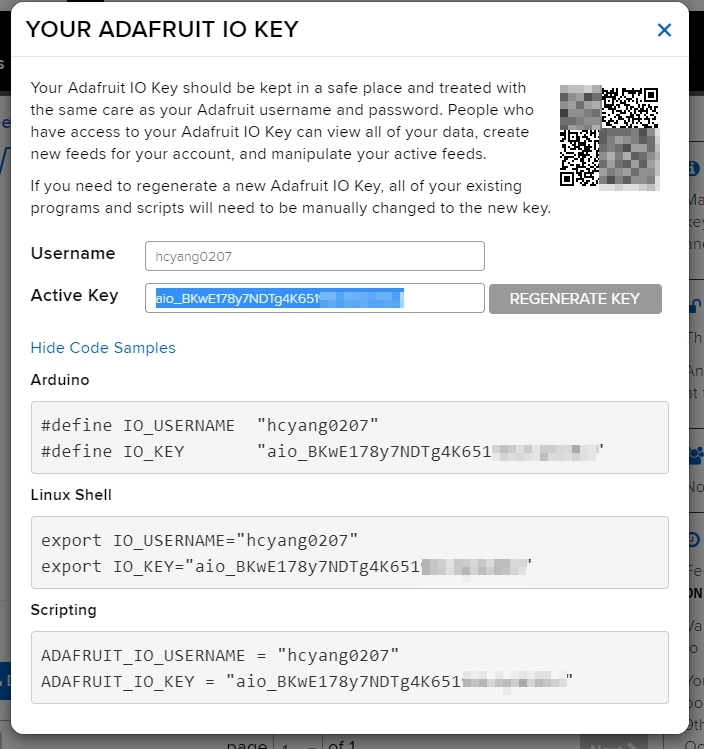 YOUR ADAFRUIT IO KEY
Your Adafruit IO Key should be kept in a safe place and treated with
the same care as your Adafruit username and password. People who
have access to your Adafruit IO Key can view all of your data, create
new feeds for your account, and manipulate your active feeds.
If you need to regenerate a new Adafruit IO Key, all of your existing
programs and scripts will need to be manually changed to the new key.
Username hcyang0207
Active Key aio_BKwE178y7NDTg4K651 REGENERATE KEY
Hide Code Samples
Arduino
#define IO_USERNAME "hcyang0207"
#define IO_KEY "aio_BKwE178y7NDTg4K651
Linux Shell
export IO_USERNAME="hcyang0207"
export IO_KEY="aio_BKwE178y7NDTg4K651
Scripting
ADAFRUIT_IO_USERNAME = "hcyang0207"
ADAFRUIT_IO_KEY = "aio_BKwE178y7NDTg4K651 "
page of 1 Next